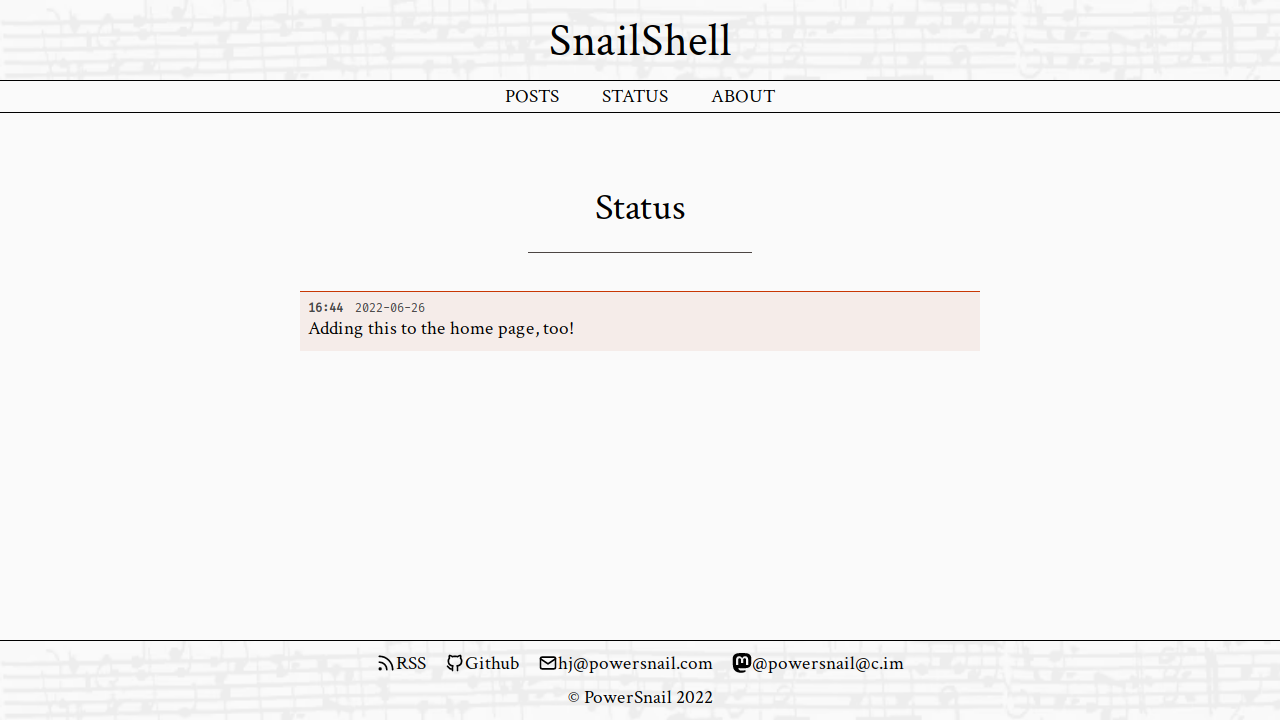 SnailShell
POSTS STATUS ABOUT
Status
16:44 2022-06-26
Adding this to the home page, too!
RSS Github hj@powersnail.com @powersnail@c.im
© PowerSnail 2022